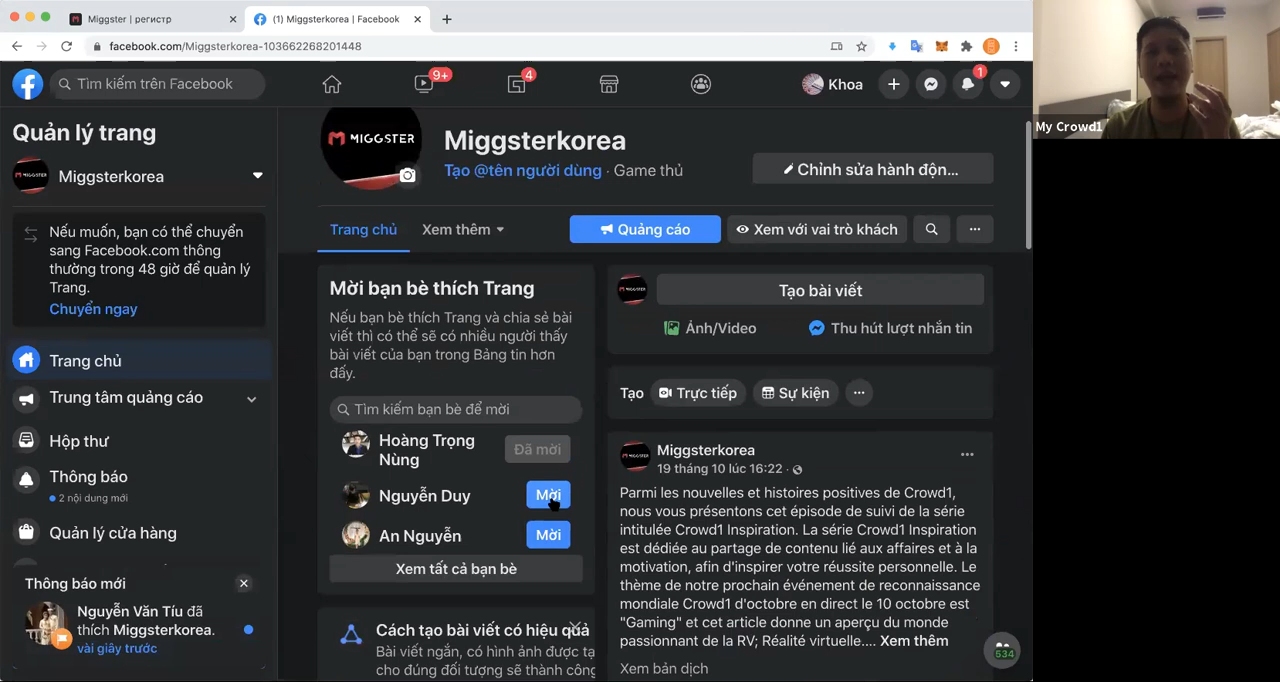 Miggster | регистр
(1) Miggsterkorea | Facebook
facebook.com/Miggsterkorea-103662268201448
Tìm kiếm trên Facebook
9+
4
Khoa
1
My Crowd1
Quản lý trang
Miggsterkorea
Nếu muốn, bạn có thể chuyển
sang Facebook.com thông
thường trong 48 giờ để quản lý
Trang.
Chuyển ngay
Trang chủ
Trung tâm quảng cáo
Hộp thư
Thông báo
2 nội dung mới
Quản lý cửa hàng
Thông báo mới
Nguyễn Văn Tíu đã
thích Miggsterkorea.
vài giây trước
MIGGSTER
Miggsterkorea
Tạo @tên người dùng · Game thủ
Chỉnh sửa hành độn...
Trang chủ
Xem thêm
Quảng cáo
Xem với vai trò khách
Mời bạn bè thích Trang
Nếu bạn bè thích Trang và chia sẻ bài
viết thì có thể sẽ có nhiều người thấy
bài viết của bạn trong Bảng tin hơn
đấy.
Tìm kiếm bạn bè để mời
Hoàng Trọng
Nùng
Đã mời
Nguyễn Duy
Mời
An Nguyễn
Mời
Xem tất cả bạn bè
Cách tạo bài viết có hiệu quả
Bài viết ngắn, có hình ảnh được tạ
cho đúng đối tượng sẽ thành công
Tạo bài viết
Ảnh/Video
Thu hút lượt nhắn tin
Tạo
Trực tiếp
Sự kiện
Miggsterkorea
19 tháng 10 lúc 16:22 ·
Parmi les nouvelles et histoires positives de Crowd1,
nous vous présentons cet épisode de suivi de la série
intitulée Crowd1 Inspiration. La série Crowd1 Inspiration
est dédiée au partage de contenu lié aux affaires et à la
motivation, afin d'inspirer votre réussite personnelle. Le
thème de notre prochain événement de reconnaissance
mondiale Crowd1 d'octobre en direct le 10 octobre est
"Gaming" et cet article donne un aperçu du monde
passionnant de la RV; Réalité virtuelle.... Xem thêm
Xem bản dịch
534